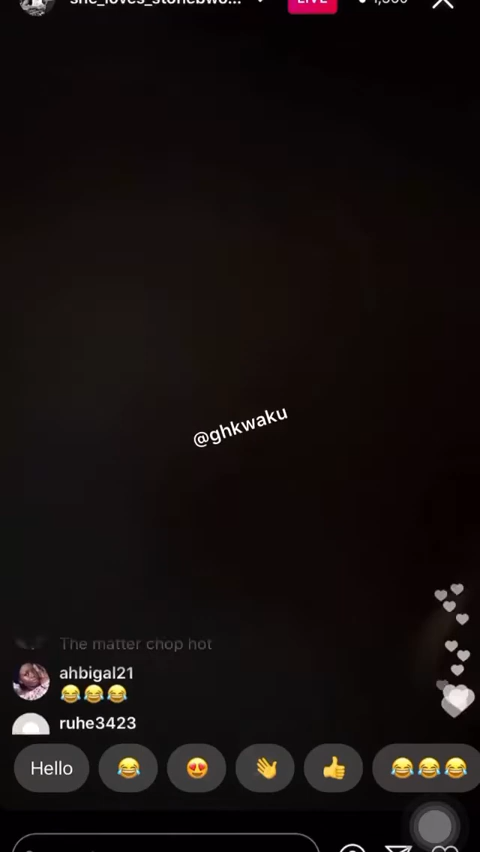 LIVE
@ghkwaku
The matter chop hot
ahbigal21
😂😂😂
ruhe3423
Hello 😂 😍 👋 👍 😂😂😂